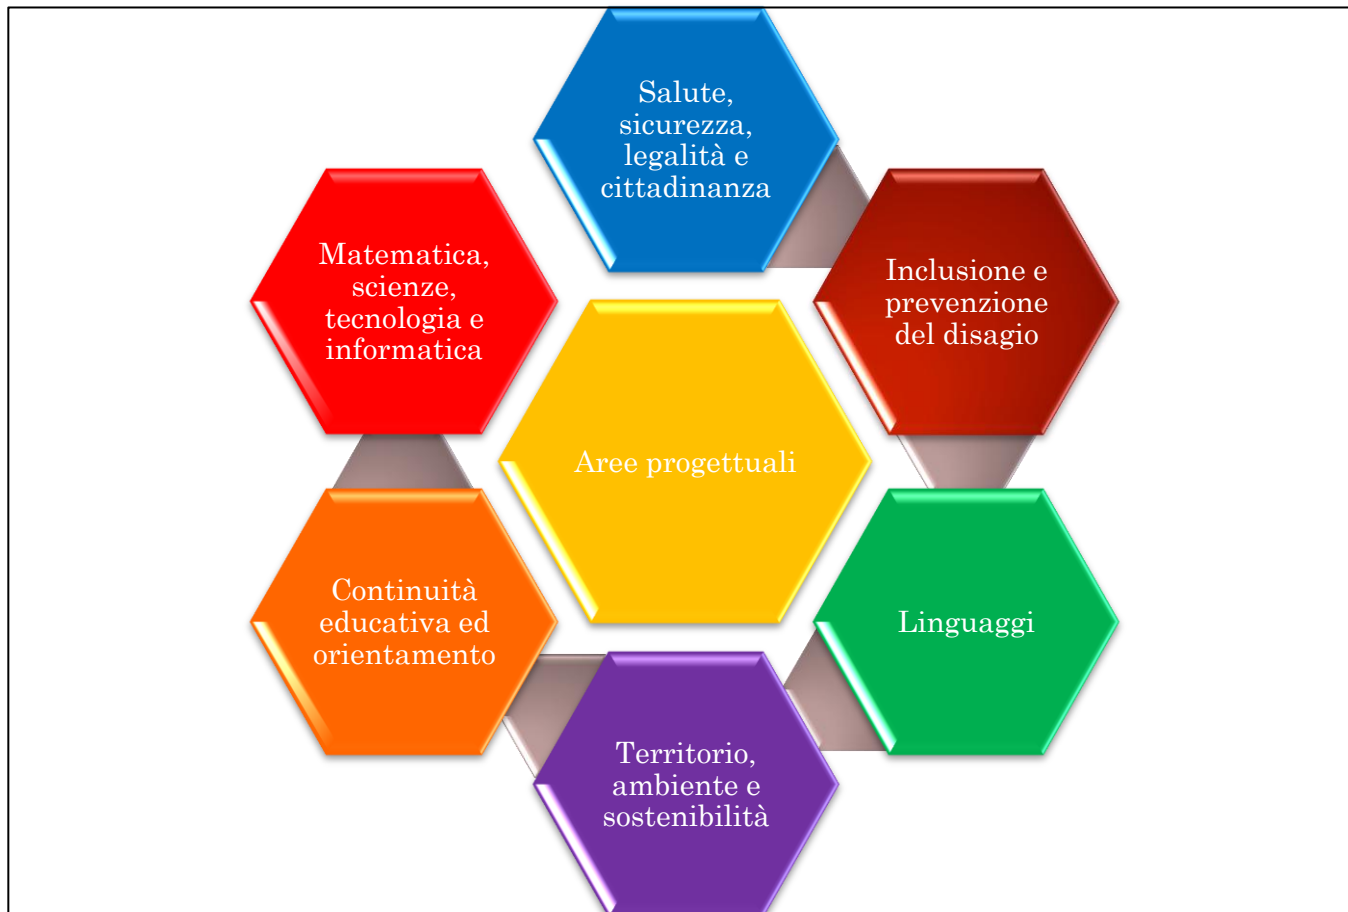 Salute,
sicurezza,
legalità e
cittadinanza
Matematica,
scienze,
tecnologia e
informatica
Inclusione e
prevenzione
del disagio
Aree progettuali
Continuità
educativa ed
orientamento
Linguaggi
Territorio,
ambiente e
sostenibilità